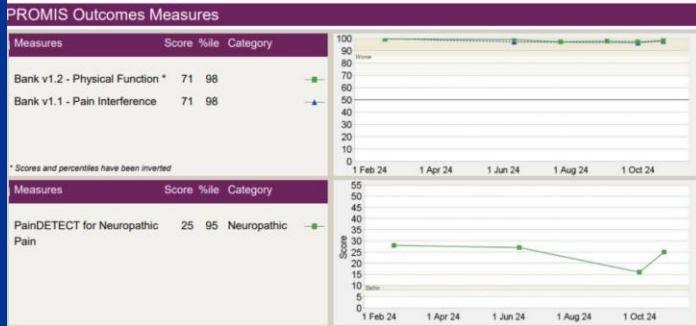 PROMIS Outcomes Measures
Measures Score %ile Category
Bank v1.2 - Physical Function * 71 98
Bank v1.1 - Pain Interference 71 98
* Scores and percentiles have been inverted
100
90
Worse
80
70
60
50
40
30
20
10
0
1 Feb 24 1 Apr 24 1 Jun 24 1 Aug 24 1 Oct 24
Measures Score %ile Category
PainDETECT for Neuropathic 25 95 Neuropathic
Pain
Score
55
50
45
40
35
30
25
20
15
10
Better
5
0
1 Feb 24 1 Apr 24 1 Jun 24 1 Aug 24 1 Oct 24